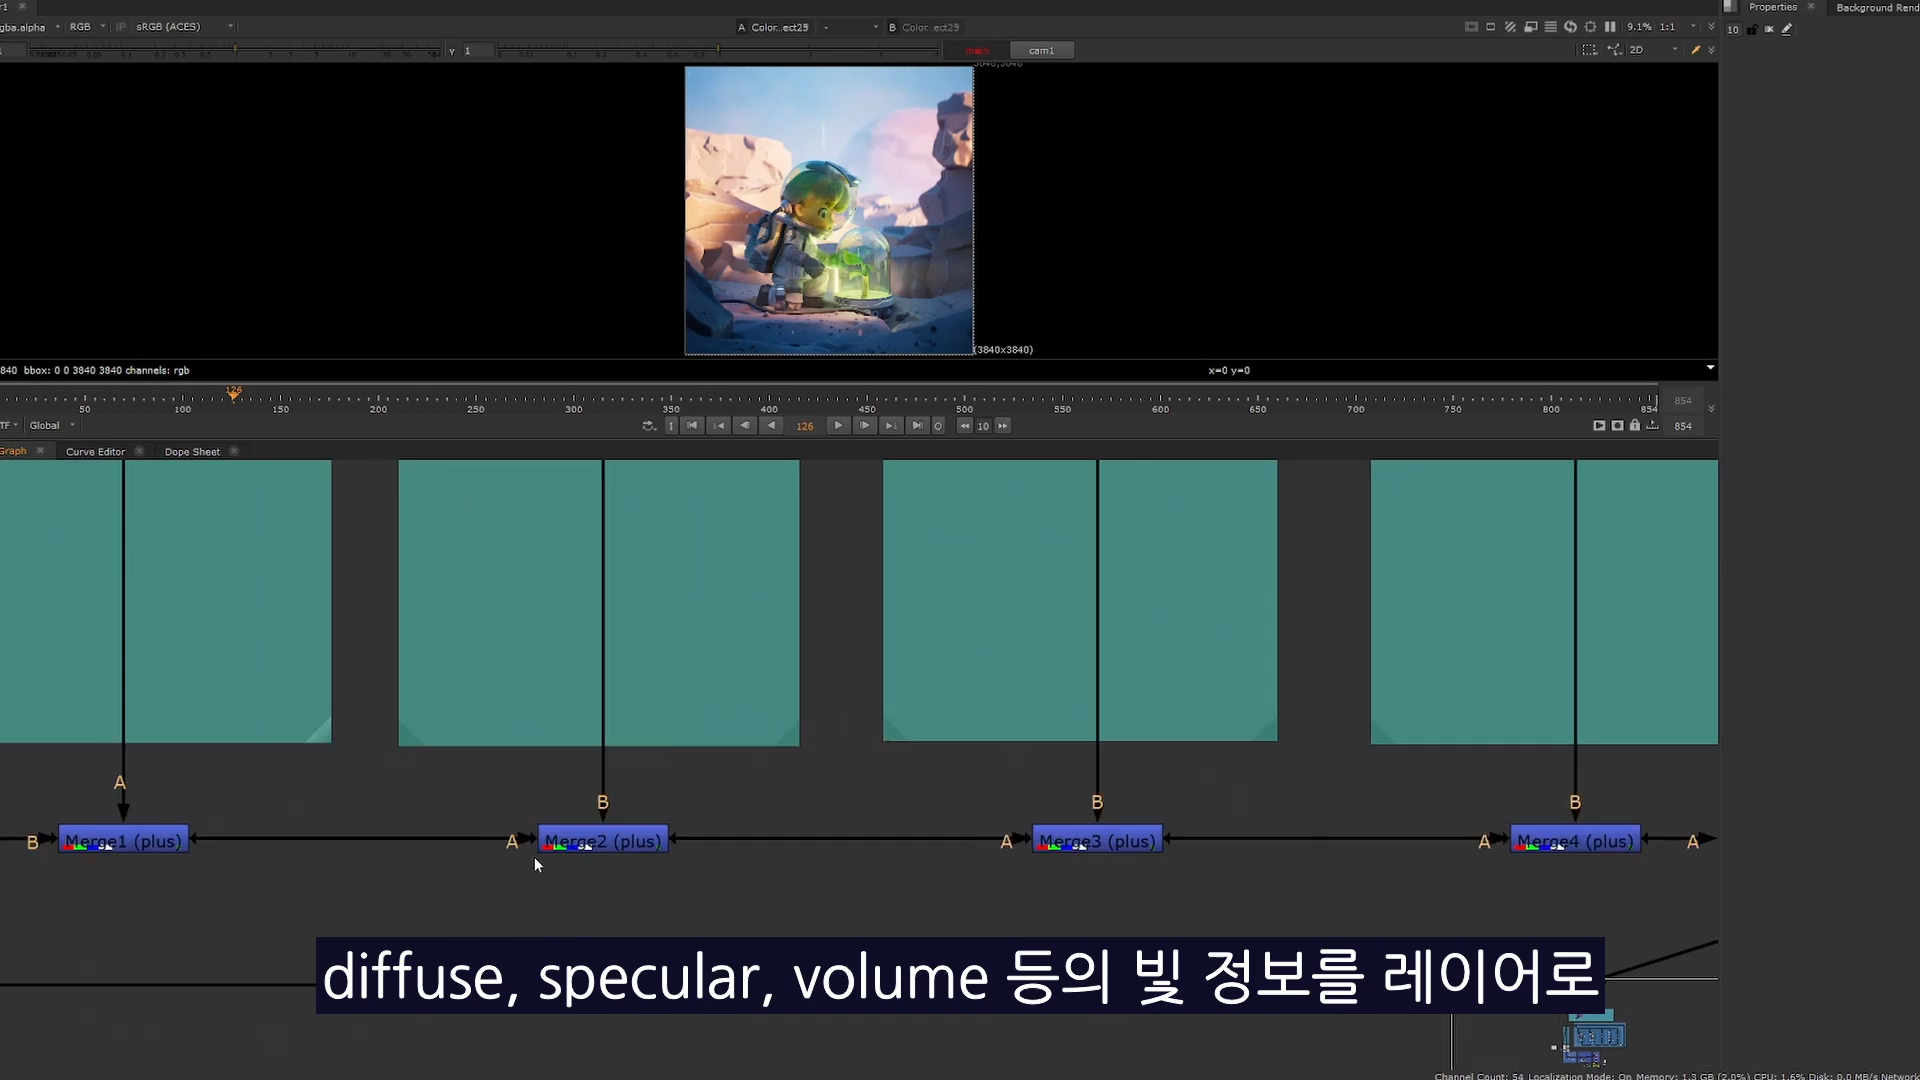 Properties
Background Rend
gba.alpha
RGB
IP
sRGB (ACES)
A
Color...ect25
-
B
Color...ect25
9.1%
1:1
10
γ
1
main
cam1
2D
(3840x3840)
840 bbox: 0 0 3840 3840 channels: rgb
x=0 y=0
126
50 100 150 200 250 300 350 400 450 500 550 600 650 700 750 800 854
854
TF
Global
126
10
854
Graph
Curve Editor
Dope Sheet
A
B
B
B
B
Merge1 (plus)
A
Merge2 (plus)
A
Merge3 (plus)
A
Merge4 (plus)
A
diffuse, specular, volume 등의 빛 정보를 레이어로
Channel Count: 54 Localization Mode: On Memory: 1.3 GB (2.0%) CPU: 1.6% Disk: 0.0 MB/s Network